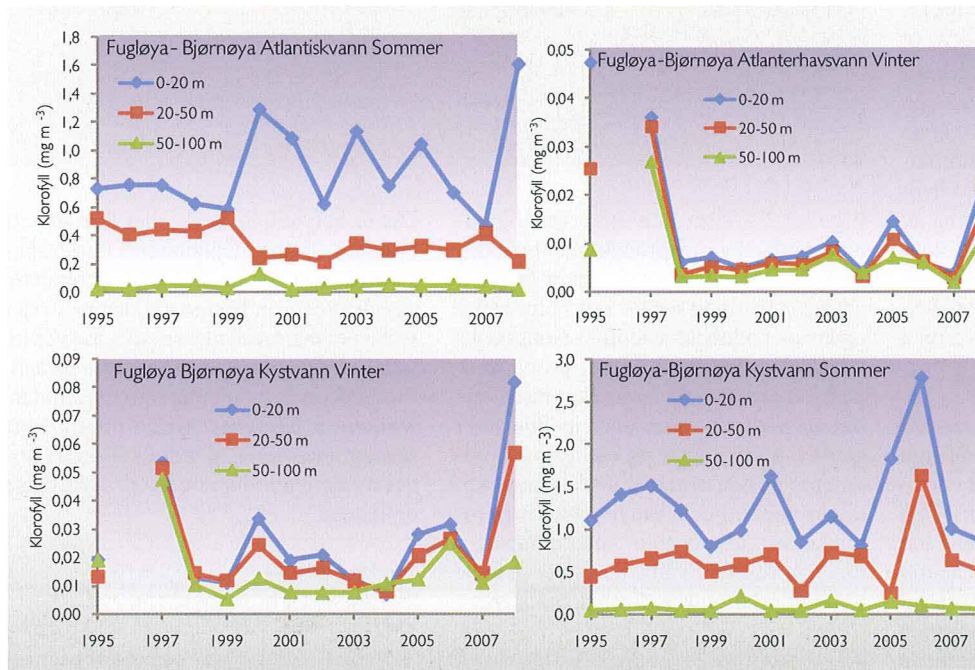 Fugløya- Bjørnøya Atlantiskvann Sommer
0-20 m
20-50 m
50-100 m
Klorofyll (mg m -3)
1,8
1,6
1,4
1,2
1,0
0,8
0,6
0,4
0,2
0,0
1995 1997 1999 2001 2003 2005 2007
Fugløya-Bjørnøya Atlanterhavsvann Vinter
0-20 m
20-50 m
50-100 m
Klorofyll (mg m -3)
0,05
0,04
0,03
0,02
0,01
0,00
1995 1997 1999 2001 2003 2005 2007
Fugløya Bjørnøya Kystvann Vinter
0-20 m
20-50 m
50-100 m
Klorofyll (mg m -3)
0,09
0,08
0,07
0,06
0,05
0,04
0,03
0,02
0,01
0,00
1995 1997 1999 2001 2003 2005 2007
Fugløya-Bjørnøya Kystvann Sommer
0-20 m
20-50 m
50-100 m
Klorofyll (mg m -3)
3,0
2,5
2,0
1,5
1,0
0,5
0,0
1995 1997 1999 2001 2003 2005 2007